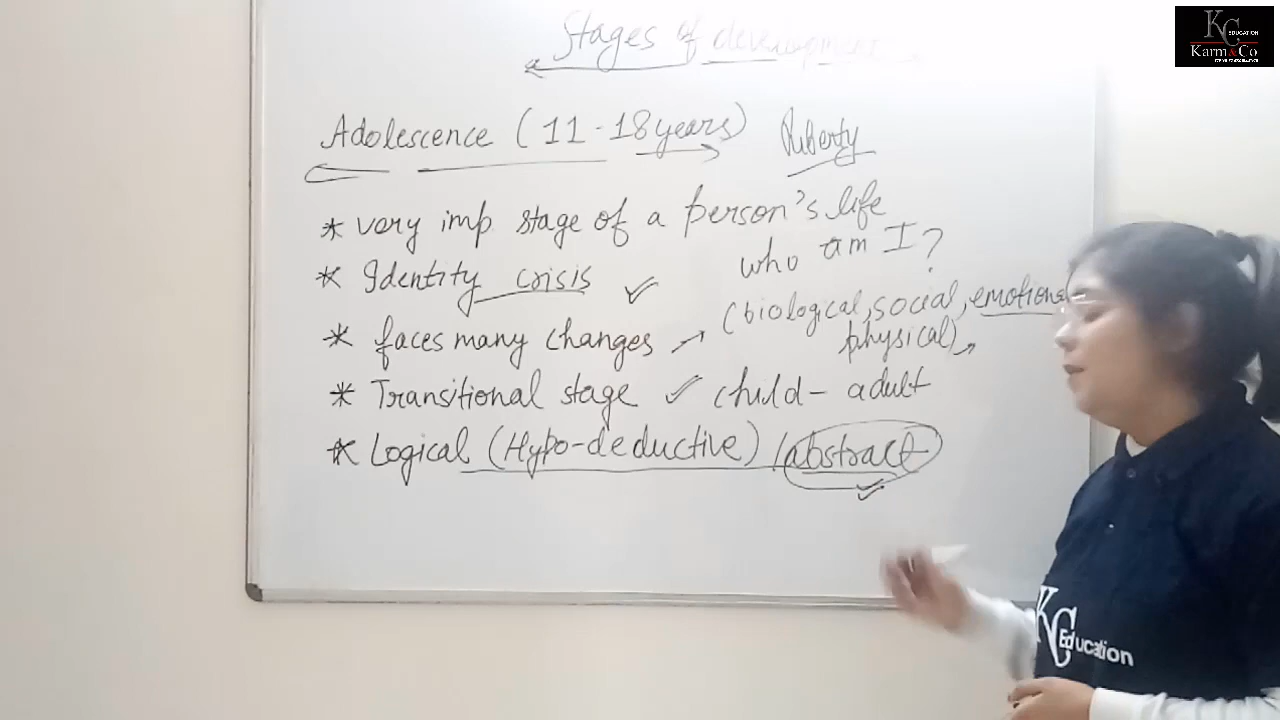 Stages of development
Adolescence (11-18 years) Puberty
* very imp stage of a person's life
* Identity crisis ✓ who am I?
* faces many changes → (biological, social, emotional
physical)→
* Transitional stage ✓ child - adult
* Logical (Hypo-deductive) / abstract ✓
KC EDUCATION
Karm & Co
KC Education